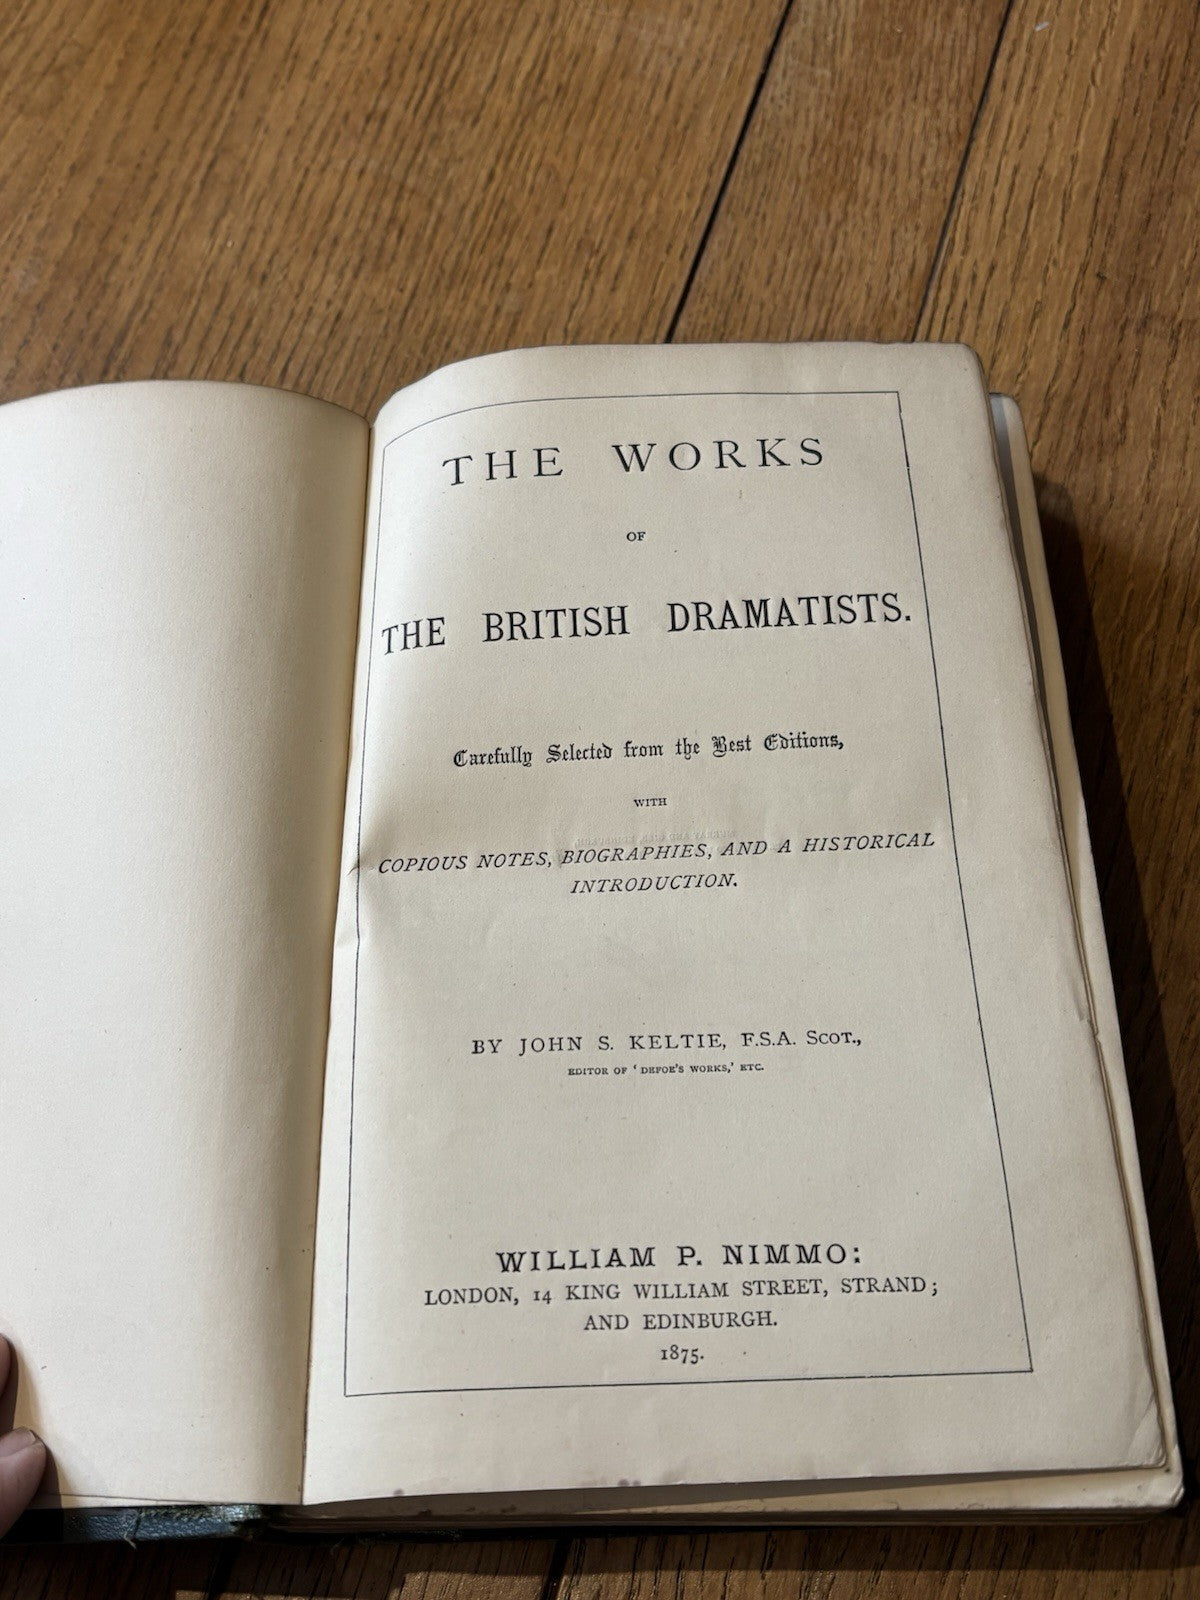 THE WORKS
OF
THE BRITISH DRAMATISTS.
Carefully Selected from the Best Editions,
WITH
COPIOUS NOTES, BIOGRAPHIES, AND A HISTORICAL
INTRODUCTION.
BY JOHN S. KELTIE, F.S.A. SCOT.,
EDITOR OF ‘DEFOE'S WORKS,’ ETC.
WILLIAM P. NIMMO:
LONDON, 14 KING WILLIAM STREET, STRAND;
AND EDINBURGH.
1875.